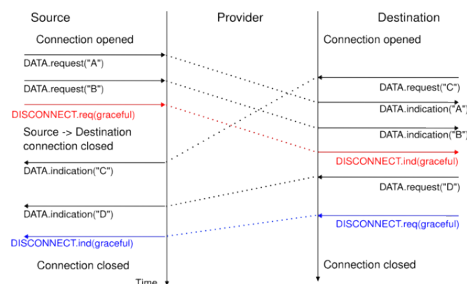 Source Provider Destination
Connection opened Connection opened
DATA.request("A")
DATA.request("B") DATA.request("C")
DATA.indication("A")
DISCONNECT.req(graceful)
Source -> Destination DATA.indication("B")
connection closed
DISCONNECT.ind(graceful)
DATA.indication("C")
DATA.request("D")
DATA.indication("D")
DISCONNECT.req(graceful)
DISCONNECT.ind(graceful)
Connection closed Connection closed
Time